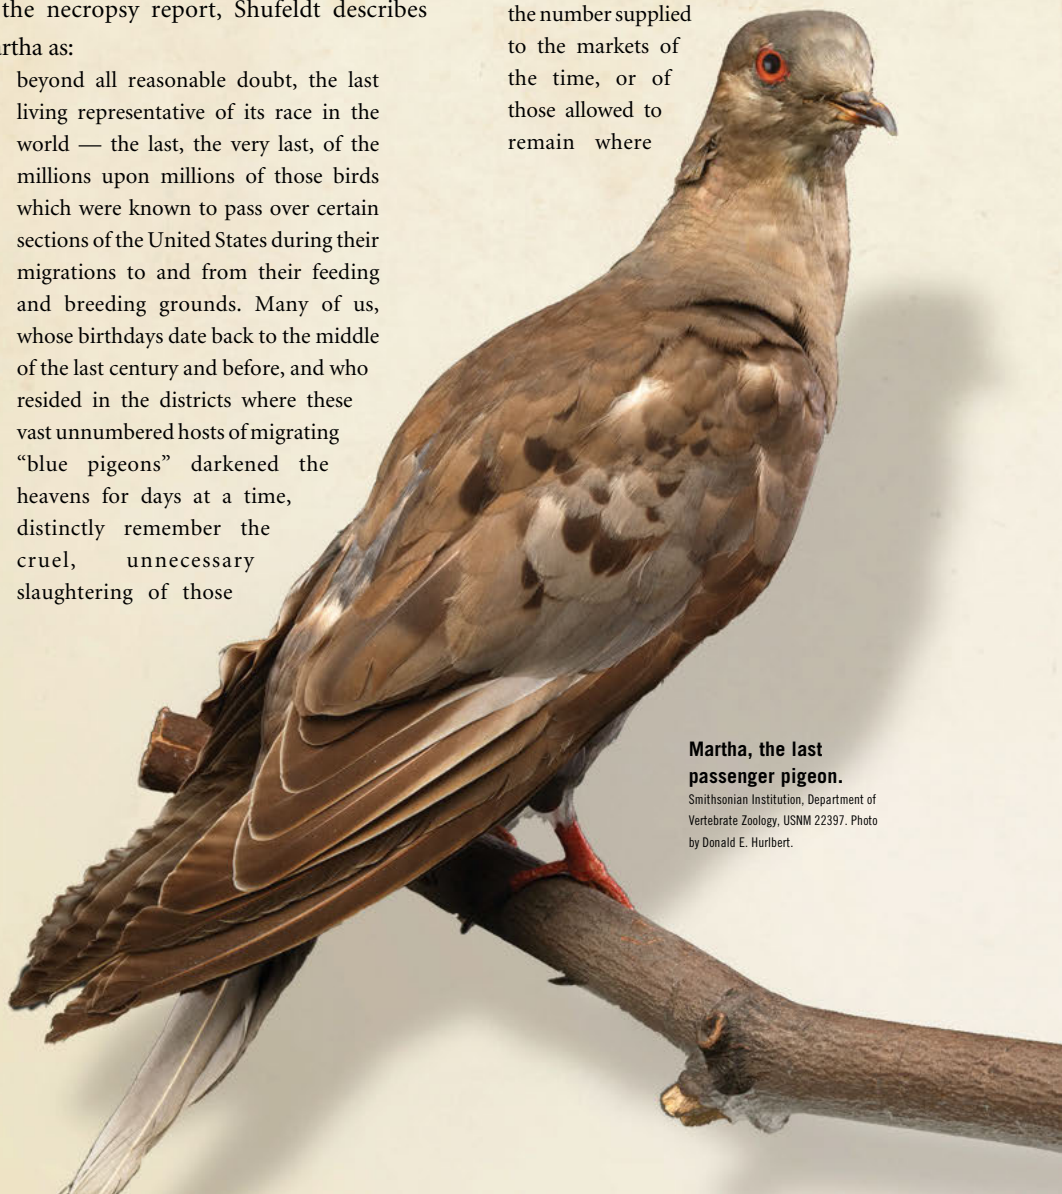 the necropsy report, Shufeldt describes
artha as:
beyond all reasonable doubt, the last
living representative of its race in the
world — the last, the very last, of the
millions upon millions of those birds
which were known to pass over certain
sections of the United States during their
migrations to and from their feeding
and breeding grounds. Many of us,
whose birthdays date back to the middle
of the last century and before, and who
resided in the districts where these
vast unnumbered hosts of migrating
“blue pigeons” darkened the
heavens for days at a time,
distinctly remember the
cruel, unnecessary
slaughtering of those
the number supplied
to the markets of
the time, or of
those allowed to
remain where
Martha, the last
passenger pigeon.
Smithsonian Institution, Department of
Vertebrate Zoology, USNM 22397. Photo
by Donald E. Hurlbert.